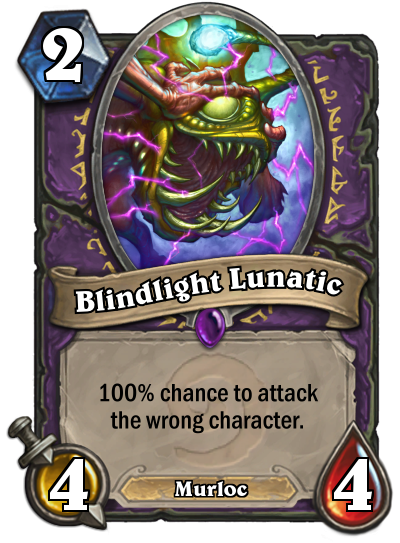 2
Blindlight Lunatic
100% chance to attack
the wrong character.
4
Murloc
4